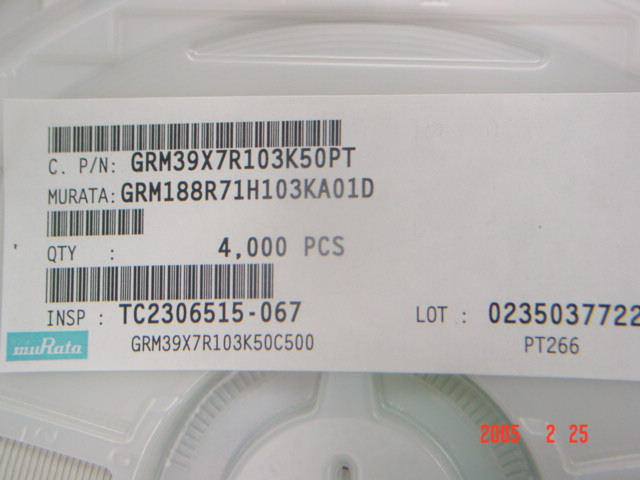 C. P/N: GRM39X7R103K50PT
MURATA: GRM188R71H103KA01D
QTY : 4,000 PCS
INSP : TC2306515-067 LOT : 0235037722
muRata GRM39X7R103K50C500 PT266
2005 2 25